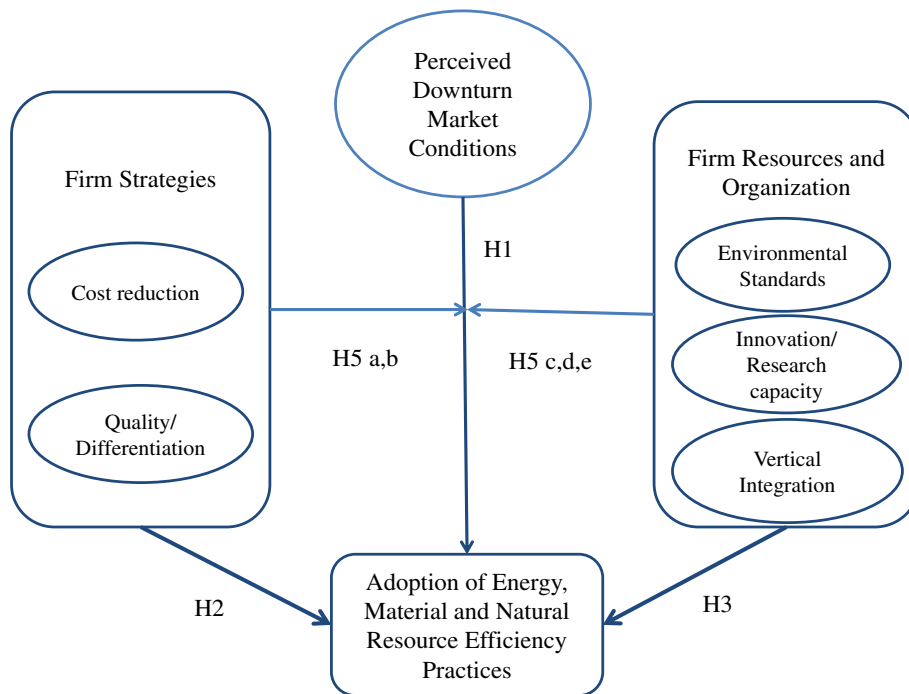 Perceived
Downturn
Market
Conditions
Firm Strategies
Cost reduction
Quality/
Differentiation
H1
H5 a,b
H5 c,d,e
Firm Resources and
Organization
Environmental
Standards
Innovation/
Research
capacity
Vertical
Integration
H2
Adoption of Energy,
Material and Natural
Resource Efficiency
Practices
H3